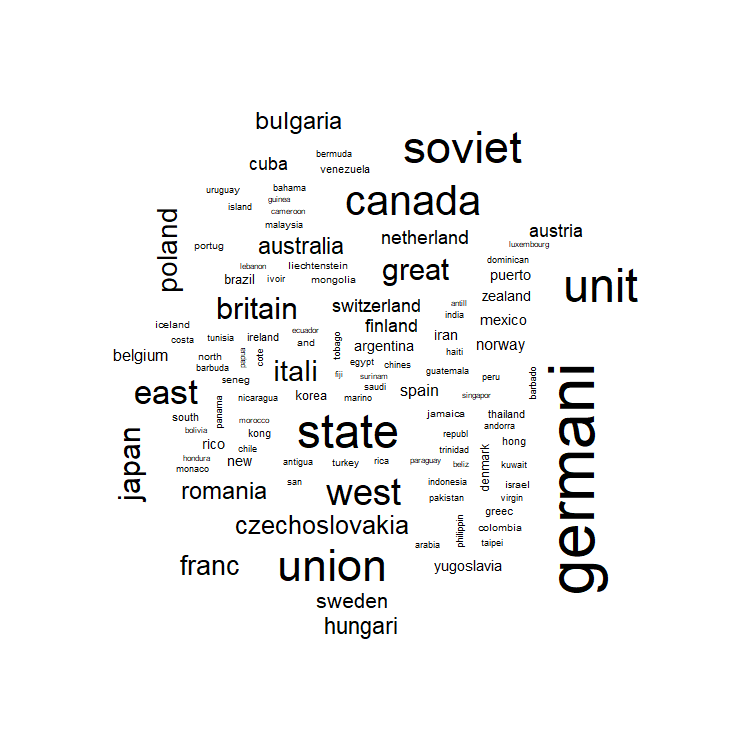 bulgaria
soviet
bermuda
cuba
venezuela
uruguay
bahama
guinea
canada
island
cameroon
malaysia
poland
portug
australia
netherland
austria
luxembourg
lebanon
liechtenstein
great
dominican
brazil
ivoir
mongolia
puerto
unit
britain
switzerland
antill
zealand
iceland
finland
india
mexico
costa
tunisia
ireland
ecuador
and
tobago
argentina
iran
norway
belgium
north
barbuda
papua
cote
itali
egypt
chines
haiti
fiji
surinam
guatemala
peru
seneg
east
nicaragua
korea
saudi
marino
spain
singapor
barbado
germani
south
panama
bolivia
morocco
kong
state
jamaica
thailand
andorra
japan
rico
chile
republ
hong
hondura
monaco
new
antigua
turkey
rica
paraguay
trinidad
beliz
denmark
kuwait
romania
san
west
indonesia
pakistan
israel
virgin
czechoslovakia
greec
colombia
philippin
arabia
taipei
franc
union
yugoslavia
sweden
hungari